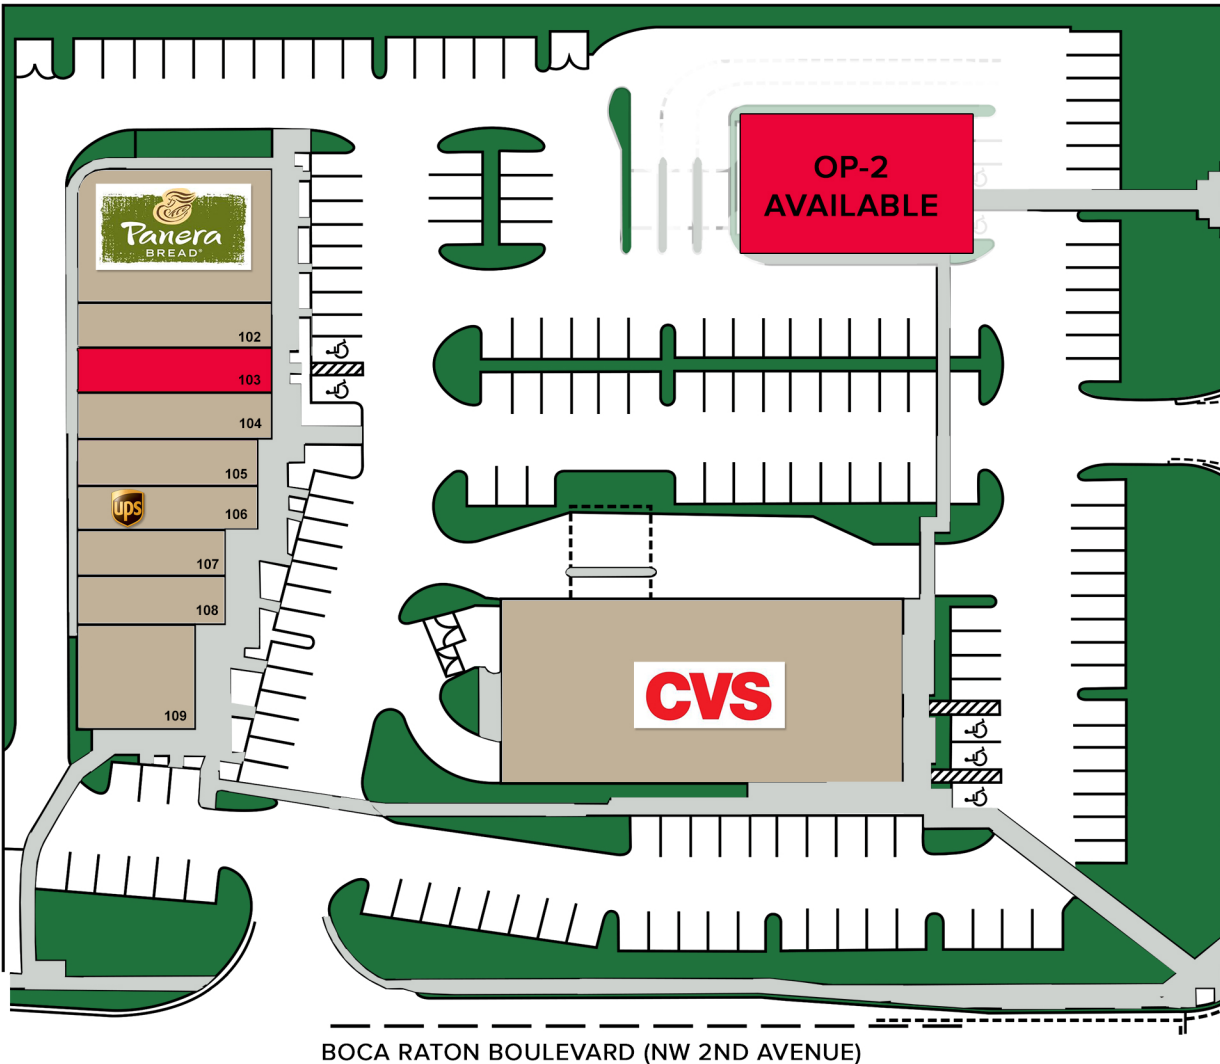 OP-2
AVAILABLE
Panera
BREAD®
102
103
104
105
ups
106
107
108
CVS
109
BOCA RATON BOULEVARD (NW 2ND AVENUE)